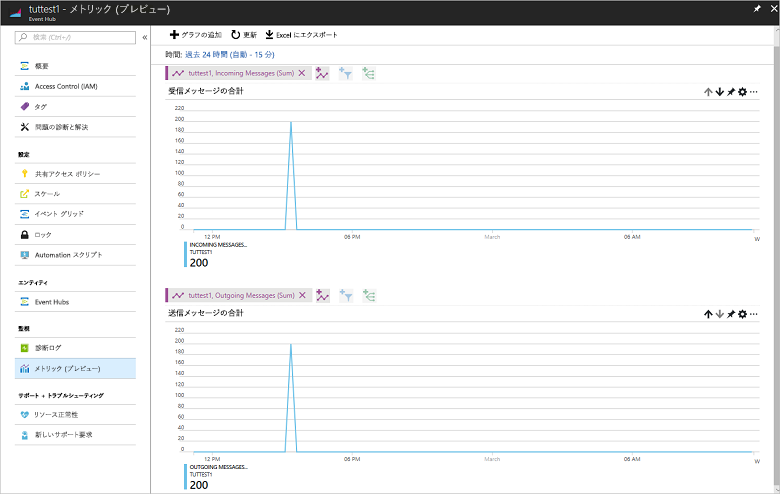 tuttest1 - メトリック (プレビュー)
Event Hub
検索 (Ctrl+/)
概要
Access Control (IAM)
タグ
問題の診断と解決
設定
共有アクセス ポリシー
スケール
イベント グリッド
ロック
Automation スクリプト
エンティティ
Event Hubs
監視
診断ログ
メトリック (プレビュー)
サポート + トラブルシューティング
リソース正常性
新しいサポート要求
グラフの追加 更新 Excel にエクスポート
時間: 過去 24 時間 (自動 - 15 分)
tuttest1, Incoming Messages (Sum)
受信メッセージの合計
220
200
180
160
140
120
100
80
60
40
20
0
12 PM 06 PM March 06 AM W
INCOMING MESSAGES...
TUTTEST1
200
tuttest1, Outgoing Messages (Sum)
送信メッセージの合計
220
200
180
160
140
120
100
80
60
40
20
0
12 PM 06 PM March 06 AM W
OUTGOING MESSAGES...
TUTTEST1
200